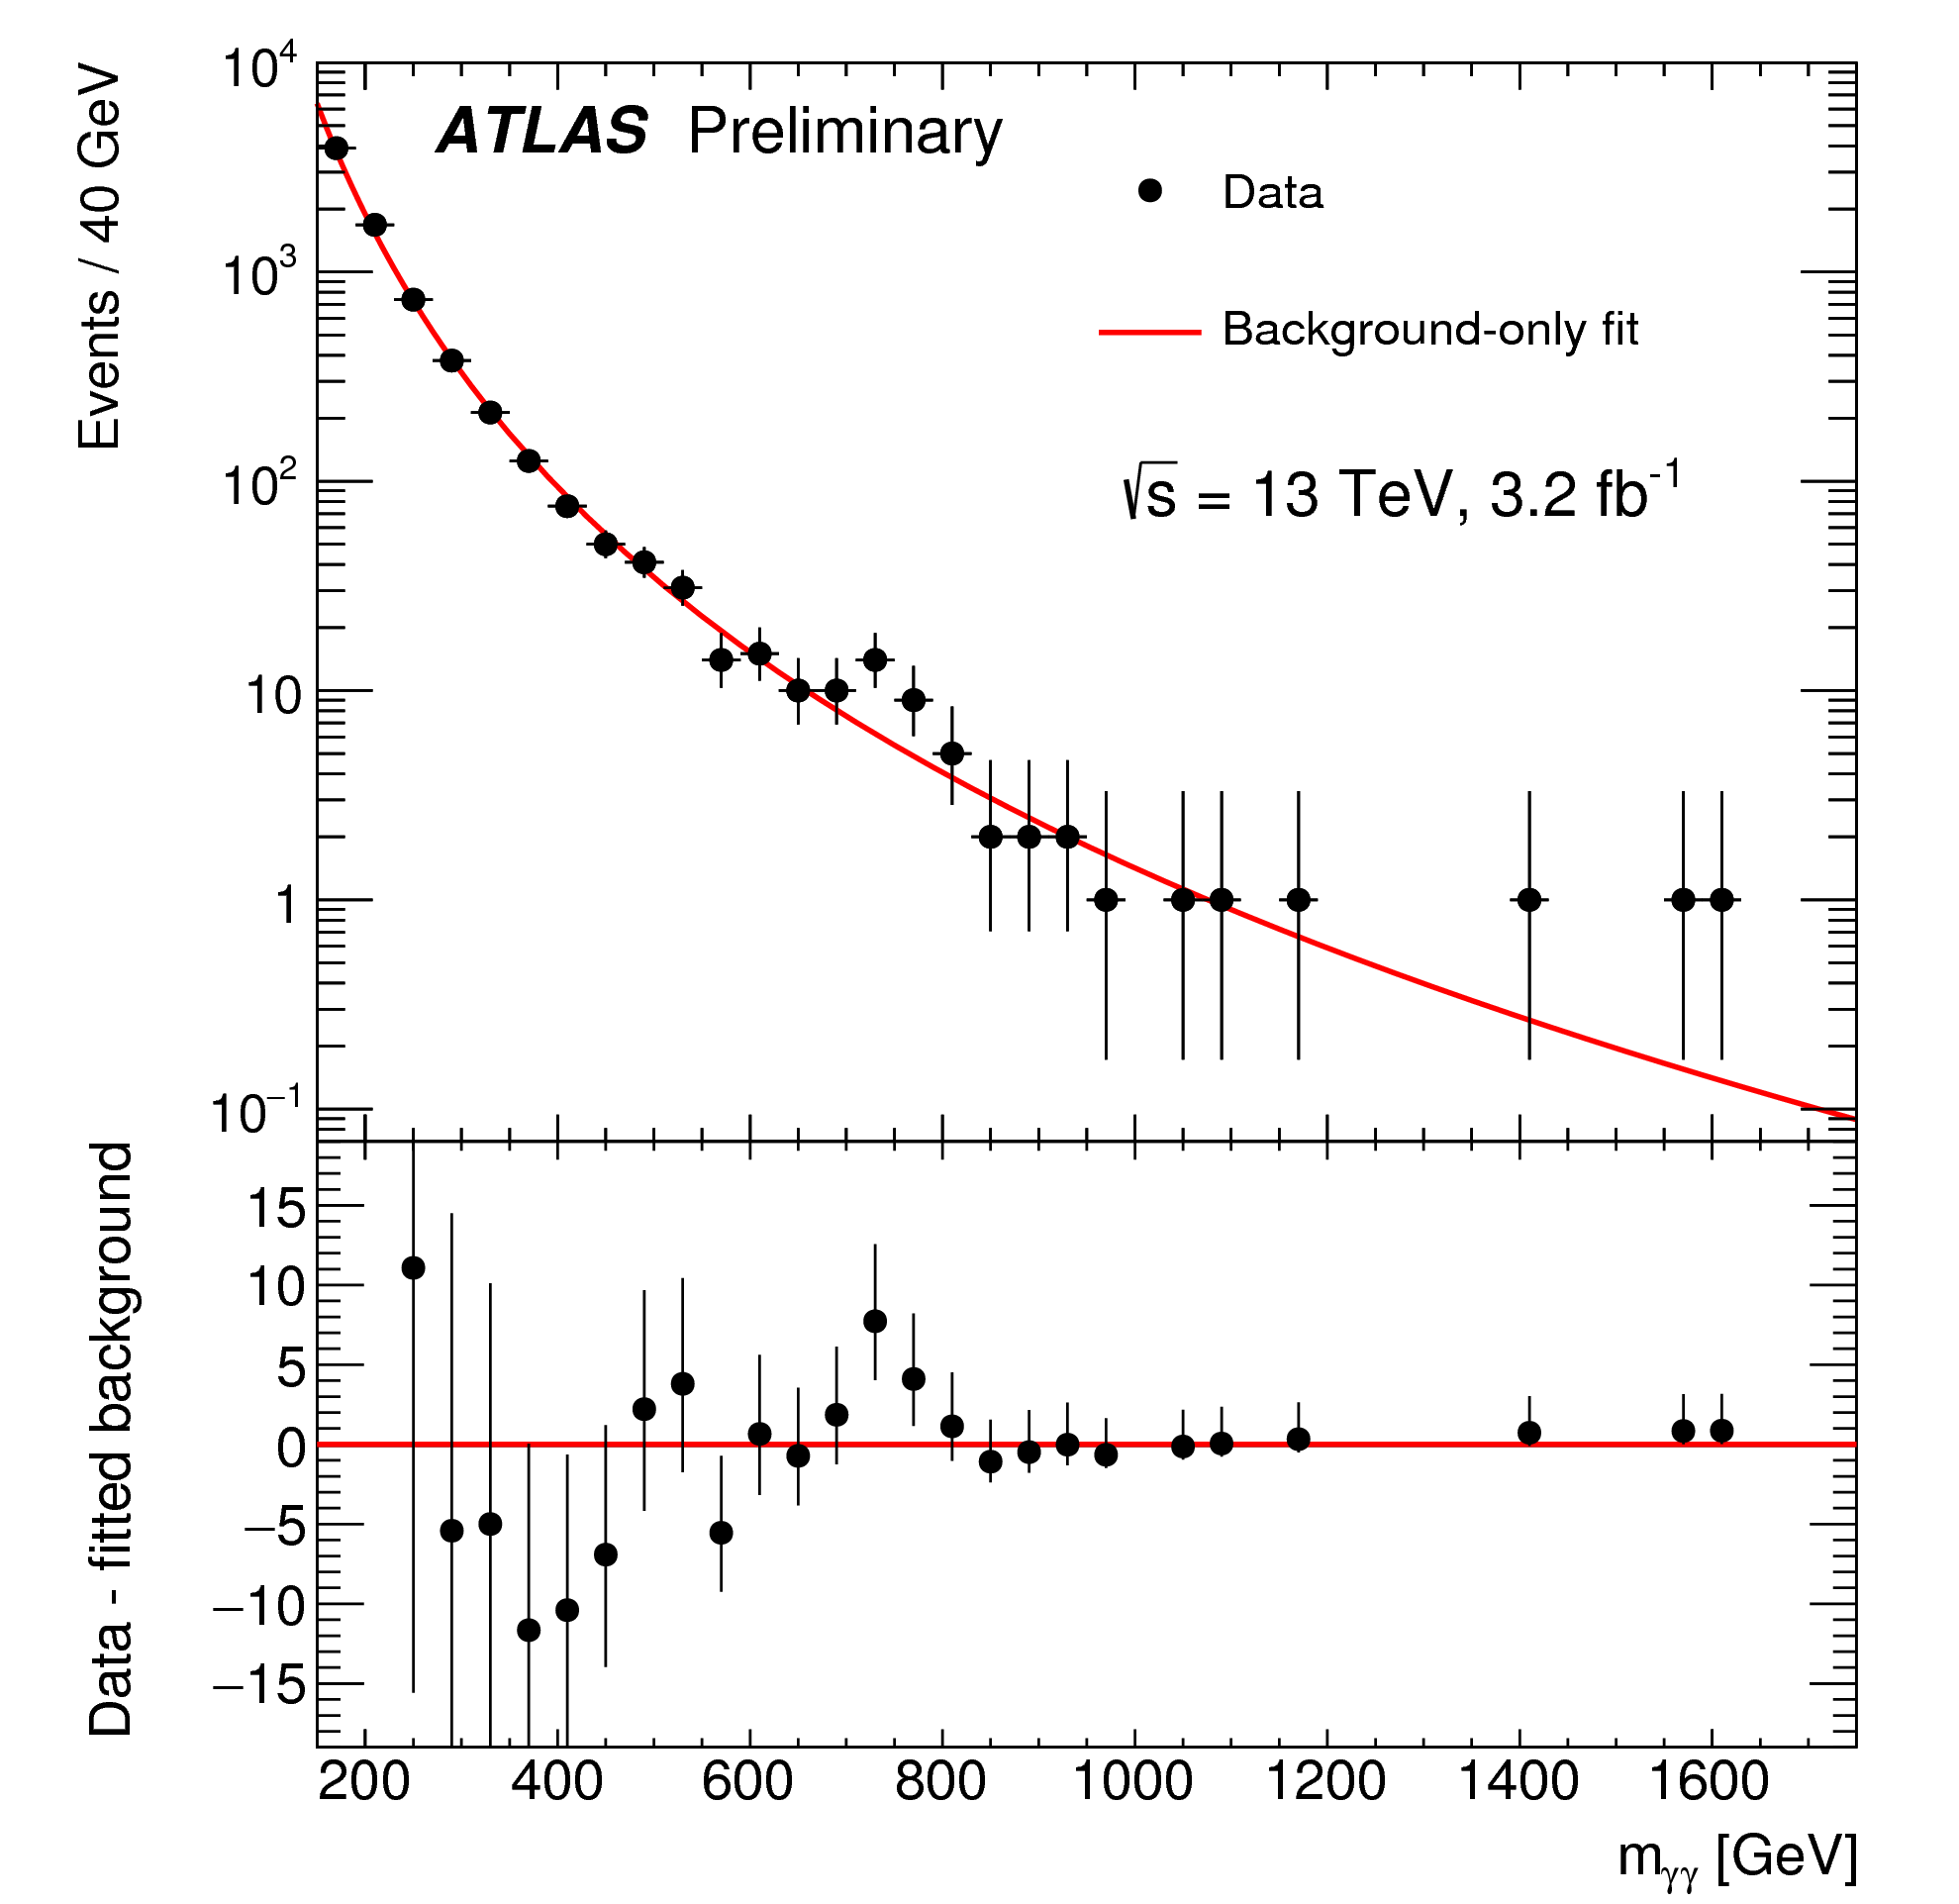 ATLAS Preliminary
Data
Background-only fit
√s = 13 TeV, 3.2 fb⁻¹
Events / 40 GeV
10⁴
10³
10²
10
1
10⁻¹
Data - fitted background
15
10
5
0
−5
−10
−15
200 400 600 800 1000 1200 1400 1600
mγγ [GeV]